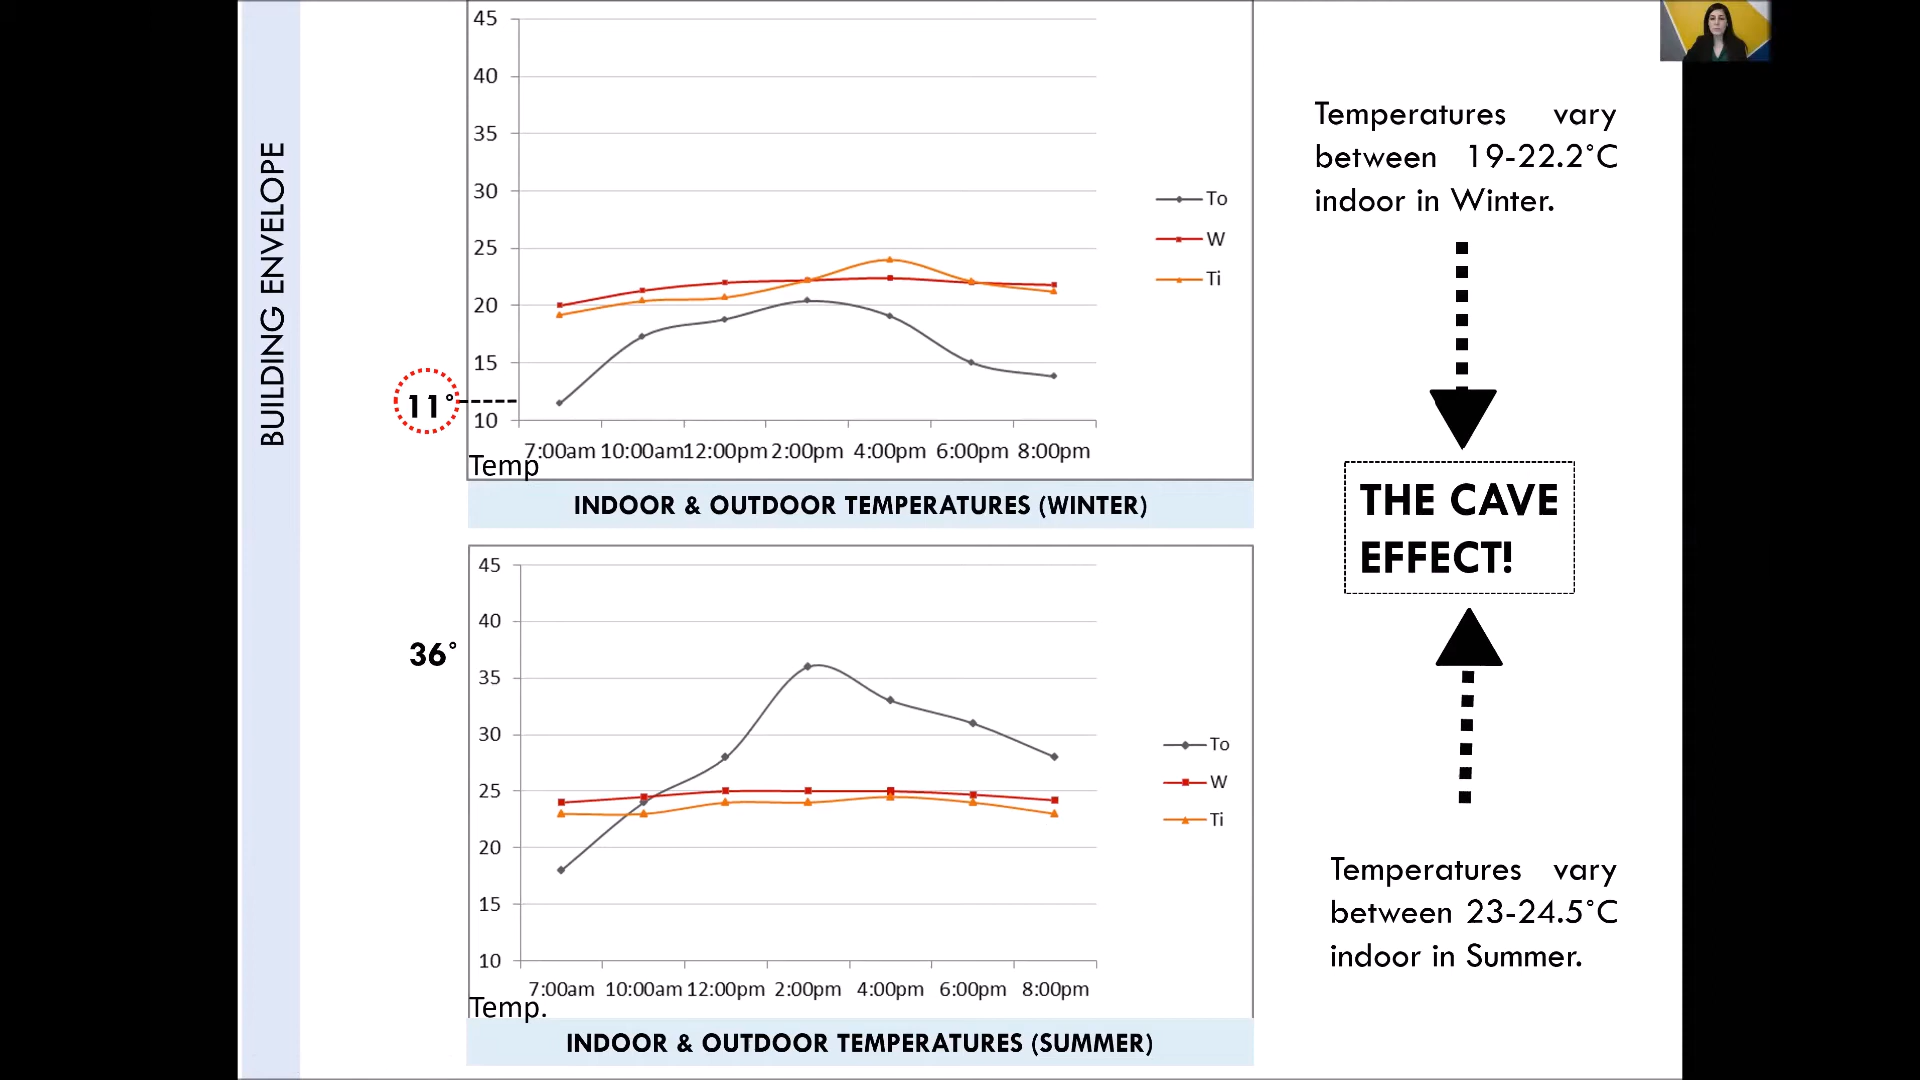 BUILDING ENVELOPE
45
40
35
30
25
20
15
10
11°
7:00am 10:00am 12:00pm 2:00pm 4:00pm 6:00pm 8:00pm
Temp
To
W
Ti
INDOOR & OUTDOOR TEMPERATURES (WINTER)
45
40
35
30
25
20
15
10
36°
7:00am 10:00am 12:00pm 2:00pm 4:00pm 6:00pm 8:00pm
Temp.
To
W
Ti
INDOOR & OUTDOOR TEMPERATURES (SUMMER)
Temperatures vary
between 19-22.2°C
indoor in Winter.
THE CAVE
EFFECT!
Temperatures vary
between 23-24.5°C
indoor in Summer.